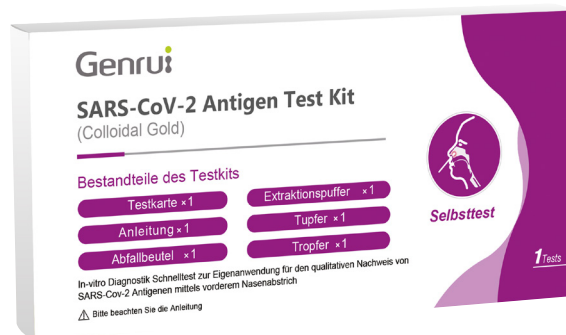 Genrui
SARS-CoV-2 Antigen Test Kit
(Colloidal Gold)
Bestandteile des Testkits
Testkarte ×1
Extraktionspuffer ×1
Anleitung ×1
Tupfer ×1
Abfallbeutel ×1
Tropfer ×1
Selbsttest
In-vitro Diagnostik Schnelltest zur Eigenanwendung für den qualitativen Nachweis von
SARS-Cov-2 Antigenen mittels vorderem Nasenabstrich
Bitte beachten Sie die Anleitung
1 Tests